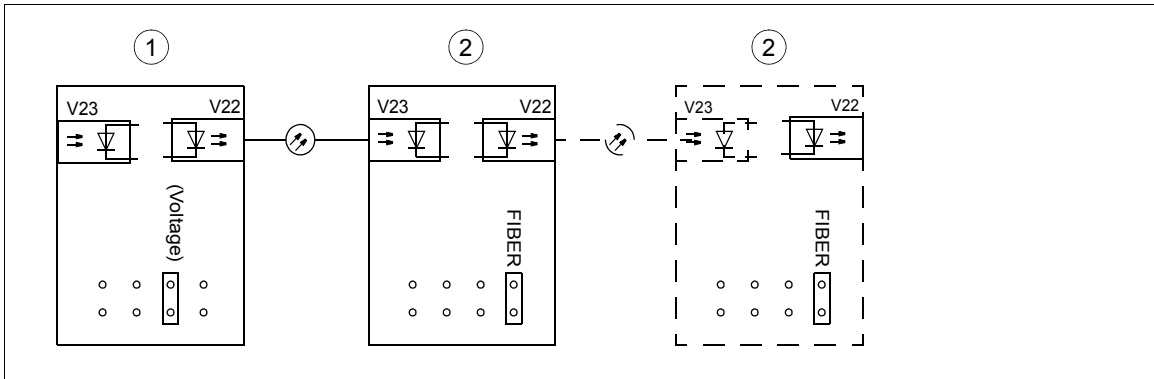 1 2 2
V23 V22 V23 V22 V23 V22
(Voltage) FIBER FIBER